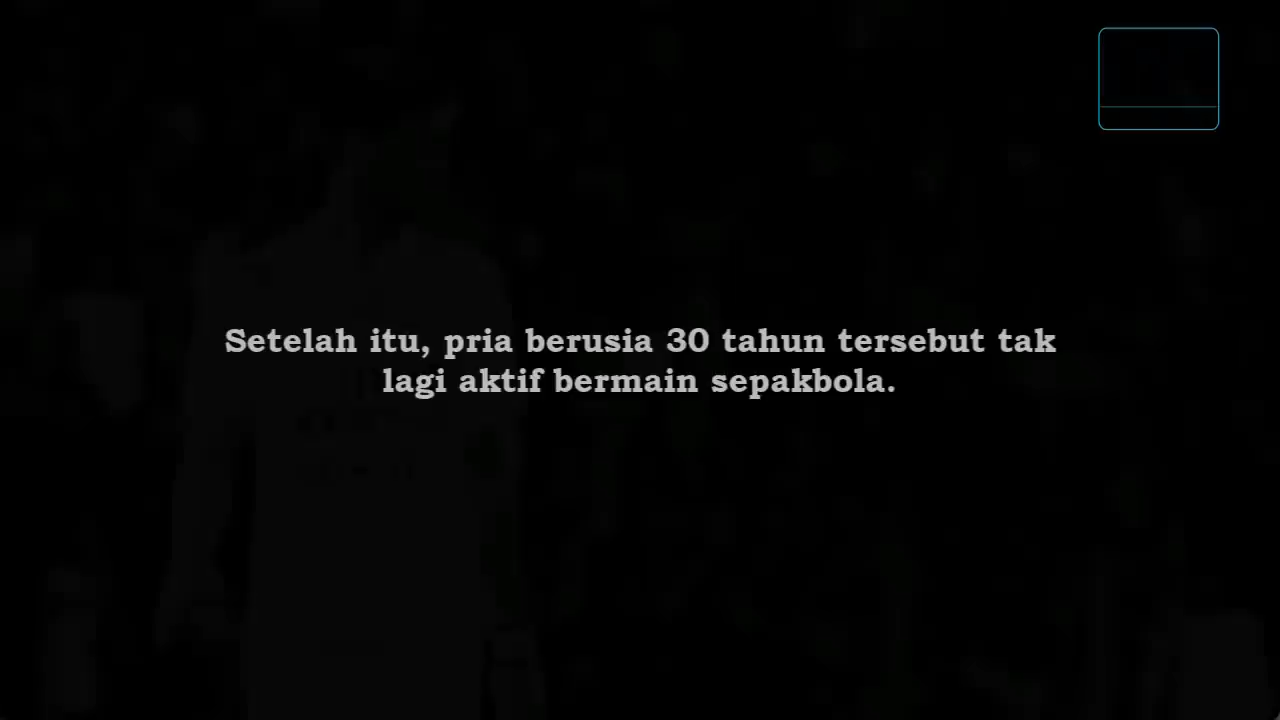 Setelah itu, pria berusia 30 tahun tersebut tak
lagi aktif bermain sepakbola.